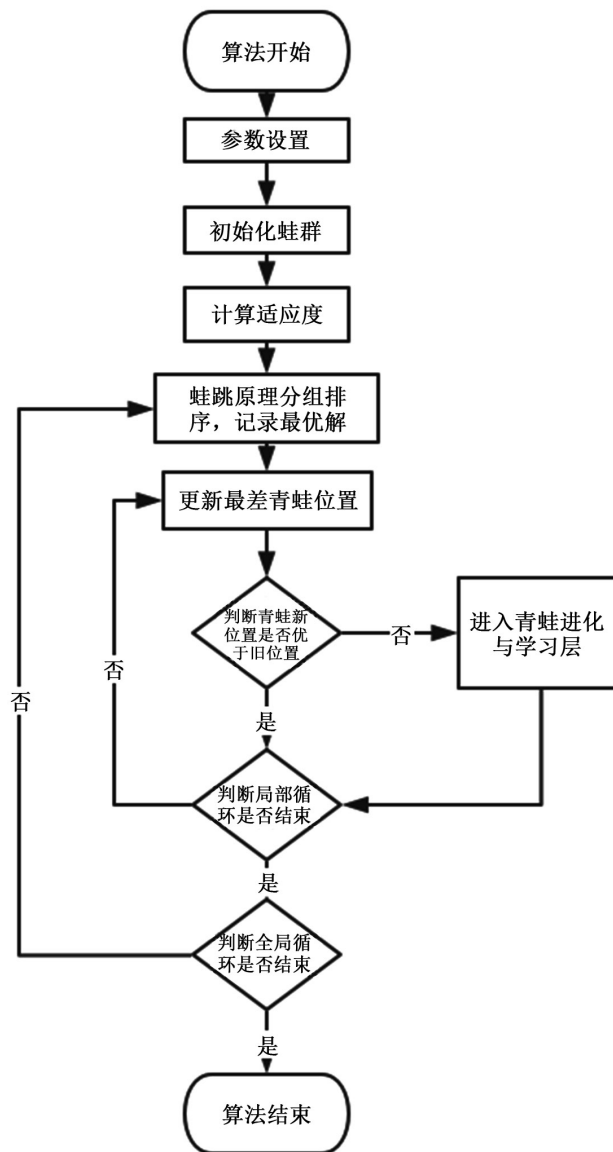 算法开始
参数设置
初始化蛙群
计算适应度
蛙跳原理分组排
序，记录最优解
更新最差青蛙位置
判断青蛙新
位置是否优
于旧位置
否
进入青蛙进化
与学习层
是
否
否
判断局部循
环是否结束
是
判断全局循
环是否结束
是
算法结束